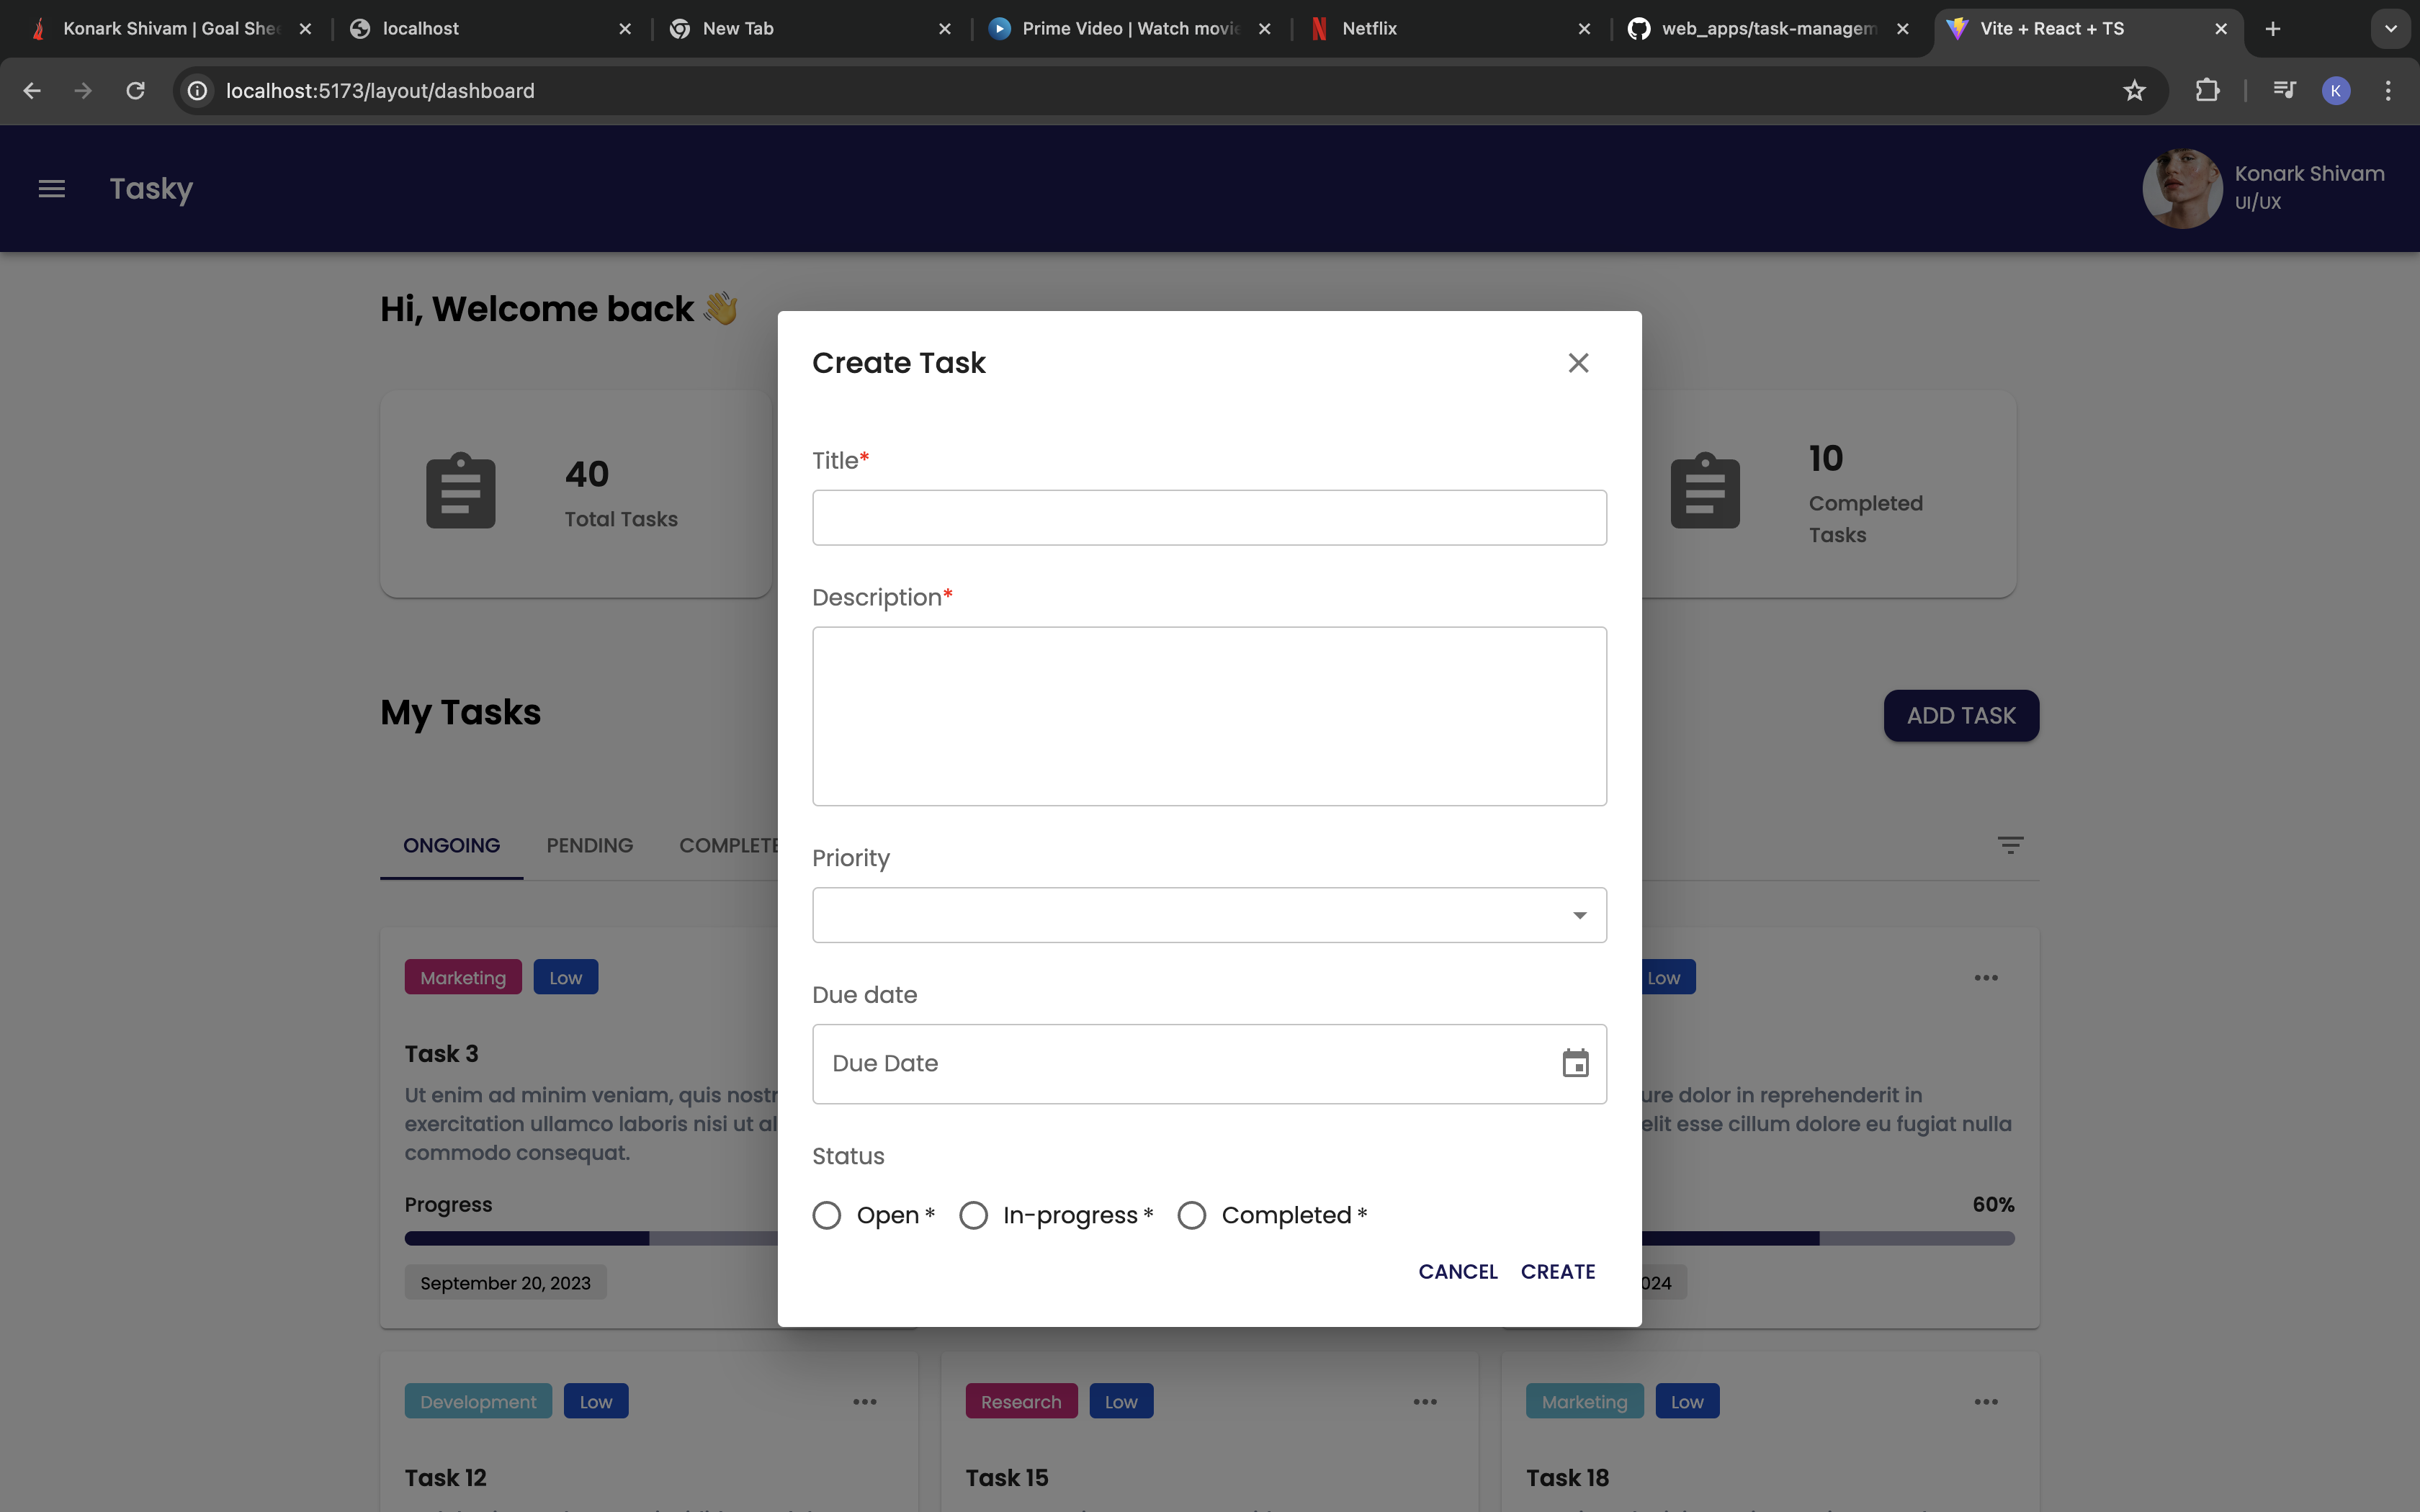 Konark Shivam | Goal She
localhost
New Tab
Prime Video | Watch movie
Netflix
web_apps/task-managem
Vite + React + TS
localhost:5173/layout/dashboard
K
Tasky
Konark Shivam
UI/UX
Hi, Welcome back 👋
40
Total Tasks
10
Completed
Tasks
My Tasks
ADD TASK
ONGOING
PENDING
COMPLETE
Marketing
Low
Task 3
Ut enim ad minim veniam, quis nostr
exercitation ullamco laboris nisi ut al
commodo consequat.
Progress
September 20, 2023
Create Task
Title*
Description*
Priority
Due date
Due Date
Status
Open *
In-progress *
Completed *
CANCEL
CREATE
Low
ure dolor in reprehenderit in
elit esse cillum dolore eu fugiat nulla
60%
024
Development
Low
Task 12
Research
Low
Task 15
Marketing
Low
Task 18